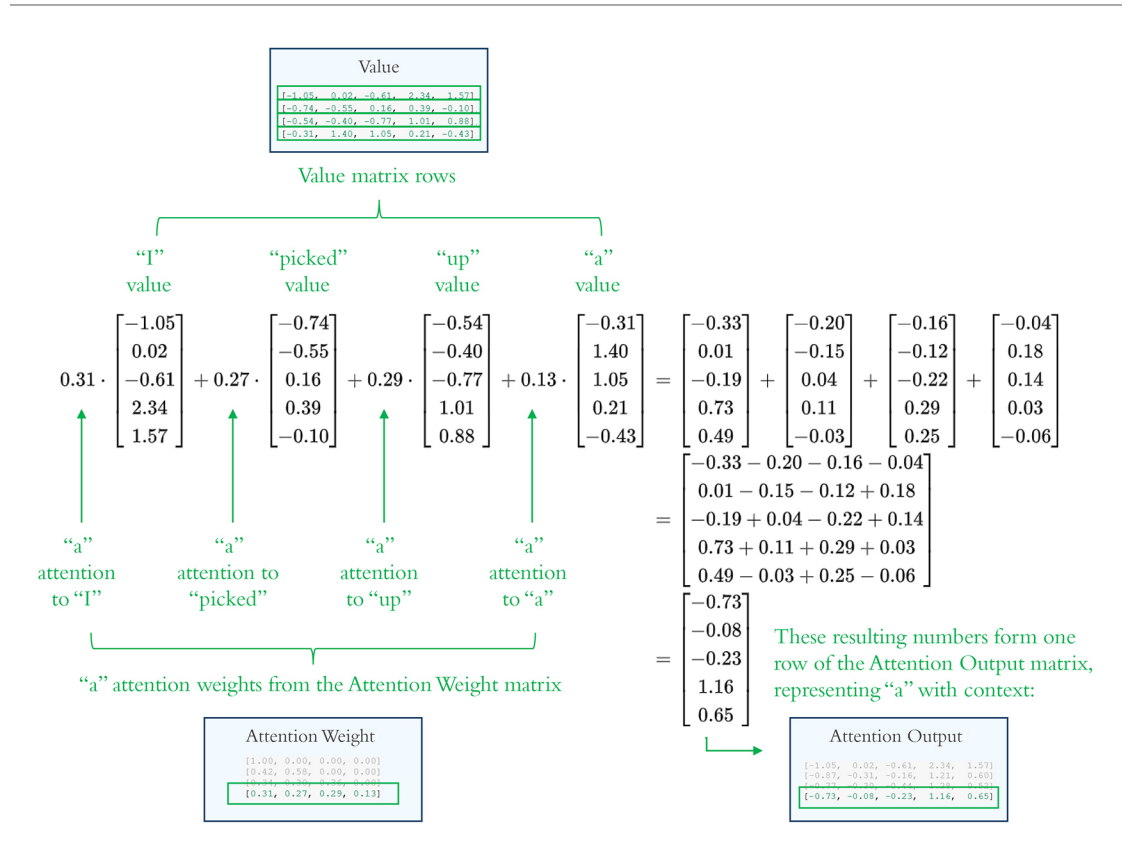 Value
[-1.05, 0.02, -0.61, 2.34, 1.57]
[-0.74, -0.55, 0.16, 0.39, -0.10]
[-0.54, -0.40, -0.77, 1.01, 0.88]
[-0.31, 1.40, 1.05, 0.21, -0.43]
Value matrix rows
“I” value
“picked” value
“up” value
“a” value
0.31 · [−1.05 0.02 −0.61 2.34 1.57] + 0.27 · [−0.74 −0.55 0.16 0.39 −0.10] + 0.29 · [−0.54 −0.40 −0.77 1.01 0.88] + 0.13 · [−0.31 1.40 1.05 0.21 −0.43] = [−0.33 0.01 −0.19 0.73 0.49] + [−0.20 −0.15 0.04 0.11 −0.03] + [−0.16 −0.12 −0.22 0.29 0.25] + [−0.04 0.18 0.14 0.03 −0.06]
= [−0.33 − 0.20 − 0.16 − 0.04
0.01 − 0.15 − 0.12 + 0.18
−0.19 + 0.04 − 0.22 + 0.14
0.73 + 0.11 + 0.29 + 0.03
0.49 − 0.03 + 0.25 − 0.06]
= [−0.73
−0.08
−0.23
1.16
0.65]
“a”
attention
to “I”
“a”
attention to
“picked”
“a”
attention
to “up”
“a”
attention
to “a”
“a” attention weights from the Attention Weight matrix
Attention Weight
[1.00, 0.00, 0.00, 0.00]
[0.42, 0.58, 0.00, 0.00]
[0.31, 0.27, 0.29, 0.13]
These resulting numbers form one
row of the Attention Output matrix,
representing “a” with context:
Attention Output
[-1.05, 0.02, -0.61, 2.34, 1.57]
[-0.87, -0.31, -0.16, 1.21, 0.60]
[-0.73, -0.08, -0.23, 1.16, 0.65]